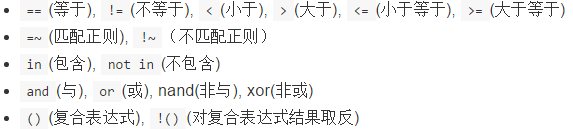 • == (等于), != (不等于), < (小于), > (大于), <= (小于等于), >= (大于等于)
• =~ (匹配正则), !~ （不匹配正则）
• in (包含), not in (不包含)
• and (与), or (或), nand(非与), xor(非或)
• () (复合表达式), !() (对复合表达式结果取反)